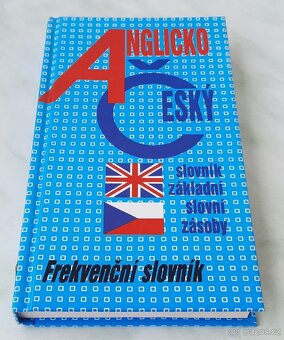 ANGLICKO
ČESKÝ
slovník
základní
slovní
zásoby
Frekvenční slovník